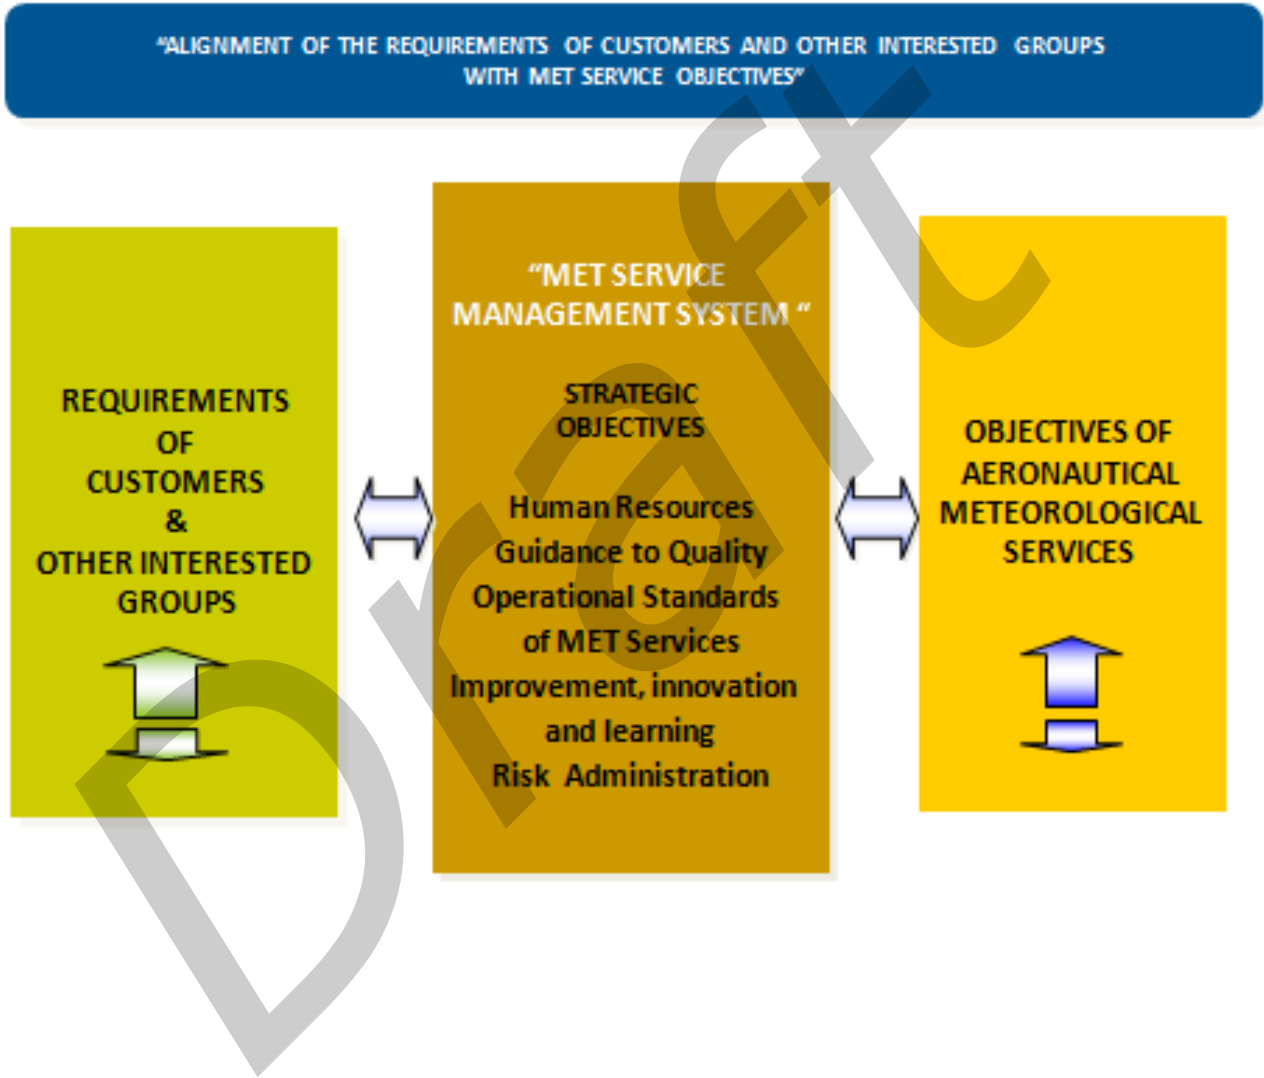 “ALIGNMENT OF THE REQUIREMENTS OF CUSTOMERS AND OTHER INTERESTED GROUPS
WITH MET SERVICE OBJECTIVES”
REQUIREMENTS
OF
CUSTOMERS
&
OTHER INTERESTED
GROUPS
“MET SERVICE
MANAGEMENT SYSTEM “
STRATEGIC
OBJECTIVES
Human Resources
Guidance to Quality
Operational Standards
of MET Services
Improvement, innovation
and learning
Risk Administration
OBJECTIVES OF
AERONAUTICAL
METEOROLOGICAL
SERVICES
Draft